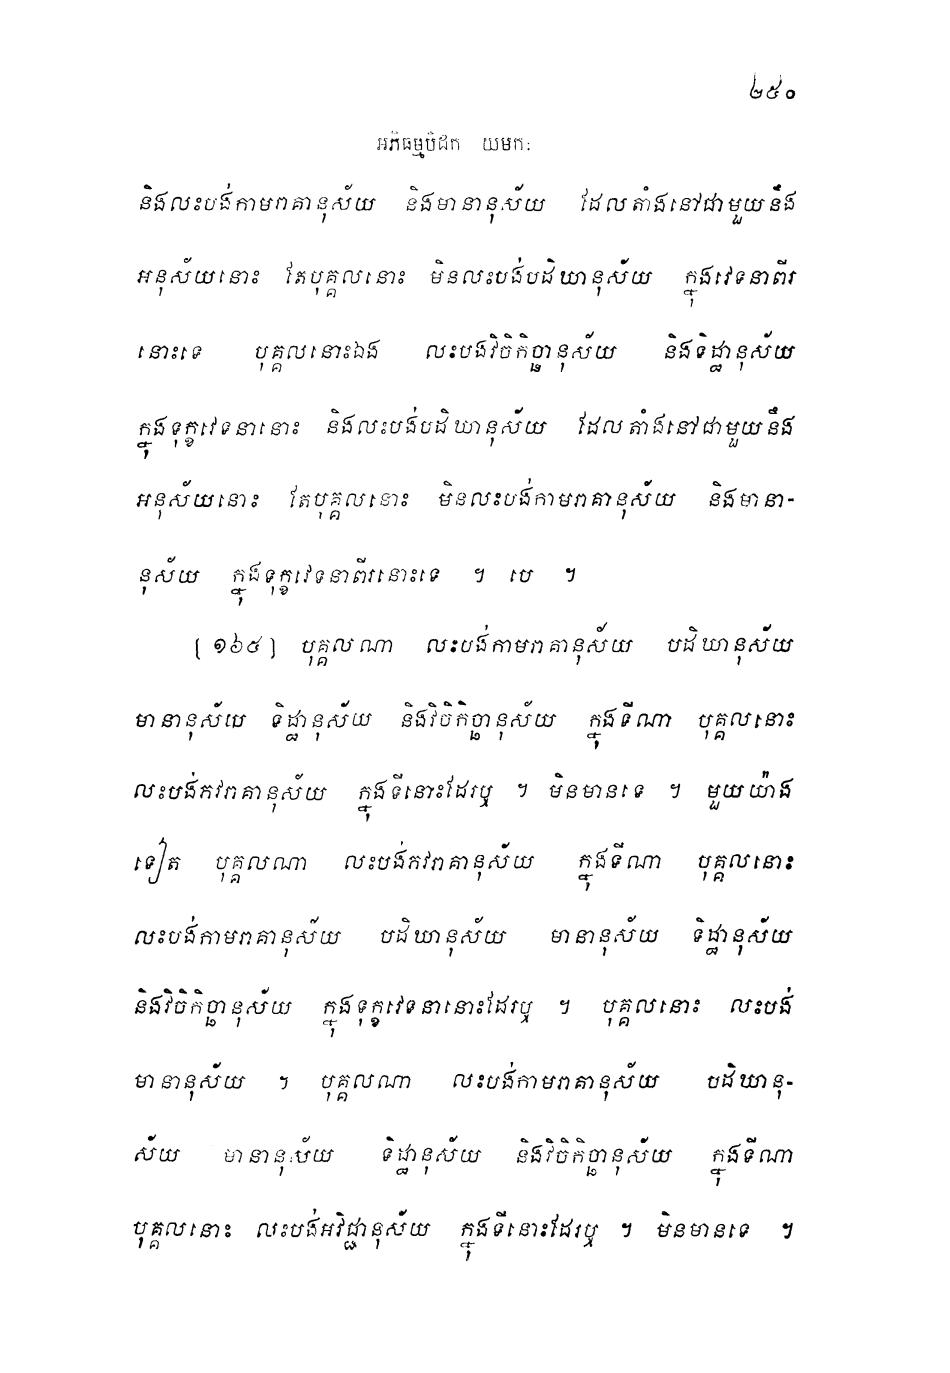 ២៥០
អភិធម្មបិដក យមកៈ
និងលះបង់កាមរាគានុស័យ និងមានានុស័យ ដែលតាំងនៅជាមួយនឹង
អនុស័យនោះ តែបុគ្គលនោះ មិនលះបង់បដិឃានុស័យ ក្នុងវេទនាពីរ
នោះទេ បុគ្គលនោះឯង លះបងវិចិកិច្ឆានុស័យ និងទិដ្ឋានុស័យ
ក្នុងទុក្ខវេទនានោះ និងលះបង់បដិឃានុស័យ ដែលតាំងនៅជាមួយនឹង
អនុស័យនោះ តែបុគ្គលនោះ មិនលះបង់កាមរាគានុស័យ និងមានា-
នុស័យ ក្នុងទុក្ខវេទនាពីរនោះទេ ។ បេ ។
[១៦៤] បុគ្គលណា លះបង់កាមរាគានុស័យ បដិឃានុស័យ
មានានុស័យ ទិដ្ឋានុស័យ និងវិចិកិច្ឆានុស័យ ក្នុងទីណា បុគ្គលនោះ
លះបង់ភវរាគានុស័យ ក្នុងទីនោះដែរឬ ។ មិនមានទេ ។ មួយយ៉ាង
ទៀត បុគ្គលណា លះបង់ភវរាគានុស័យ ក្នុងទីណា បុគ្គលនោះ
លះបង់កាមរាគានុស័យ បដិឃានុស័យ មានានុស័យ ទិដ្ឋានុស័យ
និងវិចិកិច្ឆានុស័យ ក្នុងទុក្ខវេទនានោះដែរឬ ។ បុគ្គលនោះ លះបង់
មានានុស័យ ។ បុគ្គលណា លះបង់កាមរាគានុស័យ បដិឃានុ-
ស័យ មានានុស័យ ទិដ្ឋានុស័យ និងវិចិកិច្ឆានុស័យ ក្នុងទីណា
បុគ្គលនោះ លះបង់អវិជ្ជានុស័យ ក្នុងទីនោះដែរឬ ។ មិនមានទេ ។